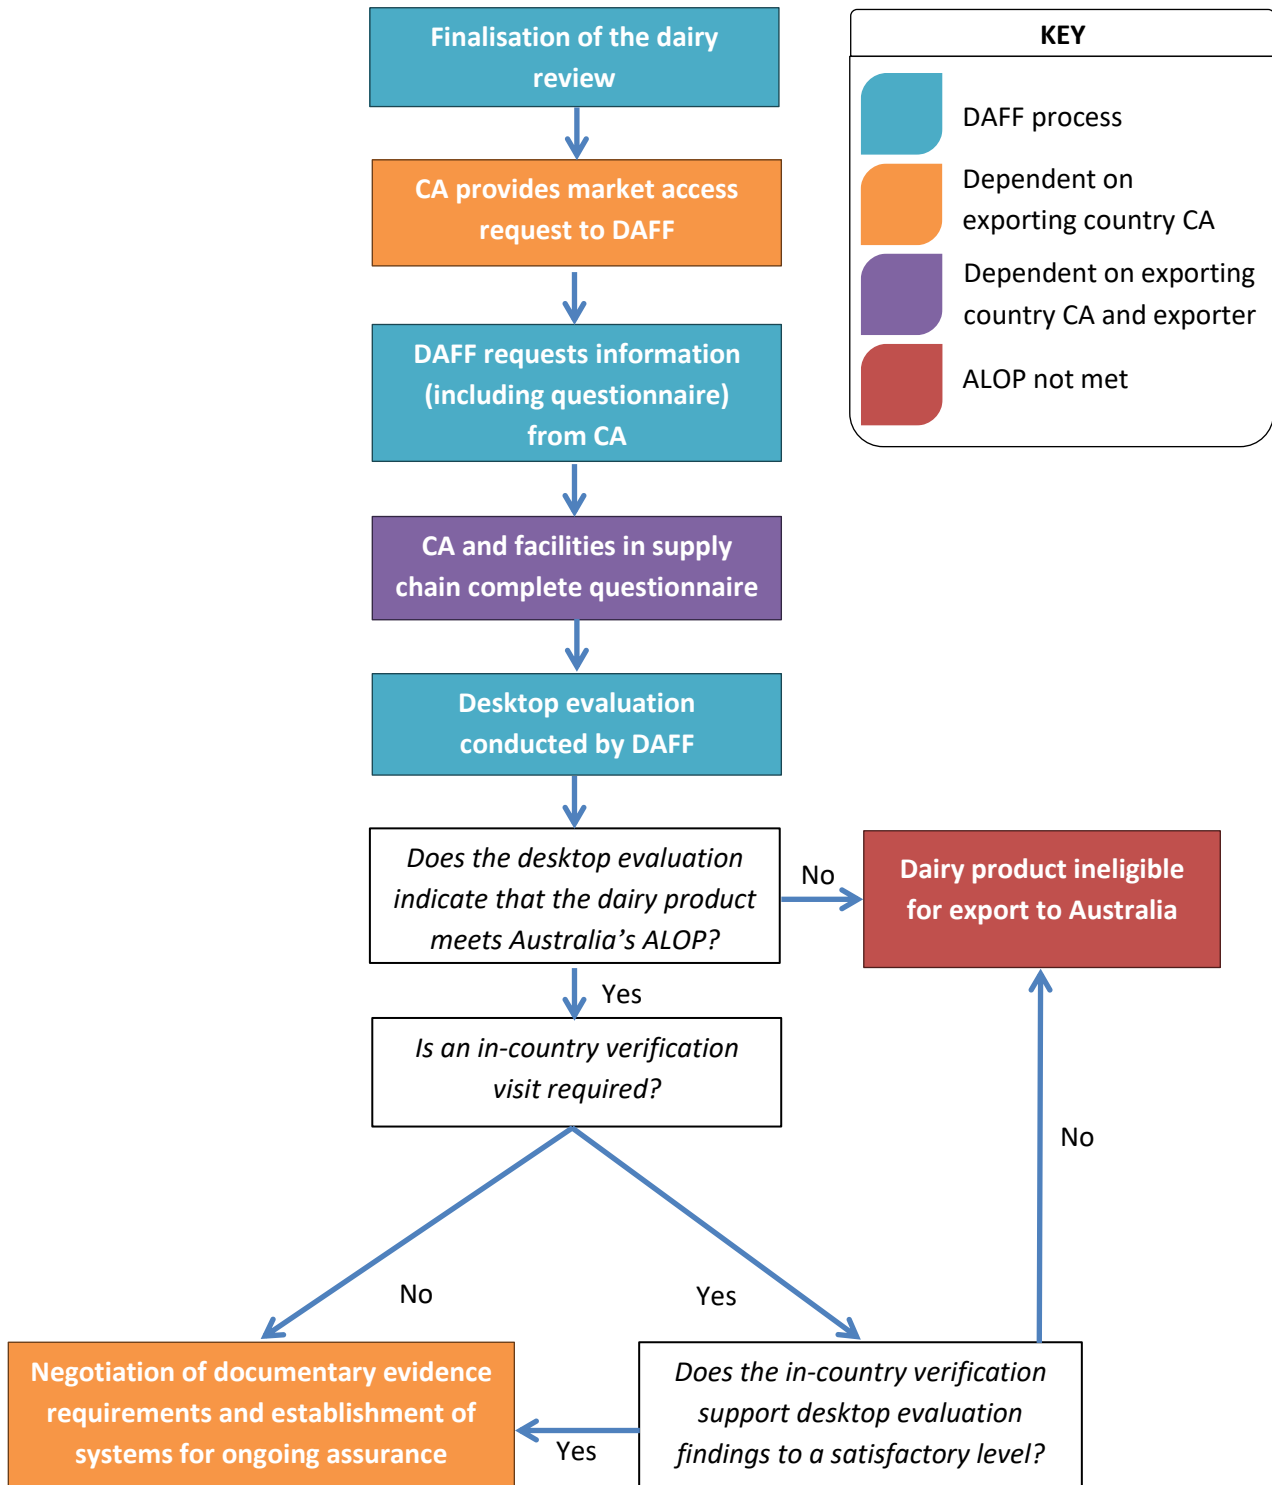 Finalisation of the dairy
review
KEY
DAFF process
Dependent on
exporting country CA
Dependent on exporting
country CA and exporter
ALOP not met
CA provides market access
request to DAFF
DAFF requests information
(including questionnaire)
from CA
CA and facilities in supply
chain complete questionnaire
Desktop evaluation
conducted by DAFF
Does the desktop evaluation
indicate that the dairy product
meets Australia’s ALOP?
No
Dairy product ineligible
for export to Australia
Yes
Is an in-country verification
visit required?
No
No
Yes
Negotiation of documentary evidence
requirements and establishment of
systems for ongoing assurance
Yes
Does the in-country verification
support desktop evaluation
findings to a satisfactory level?